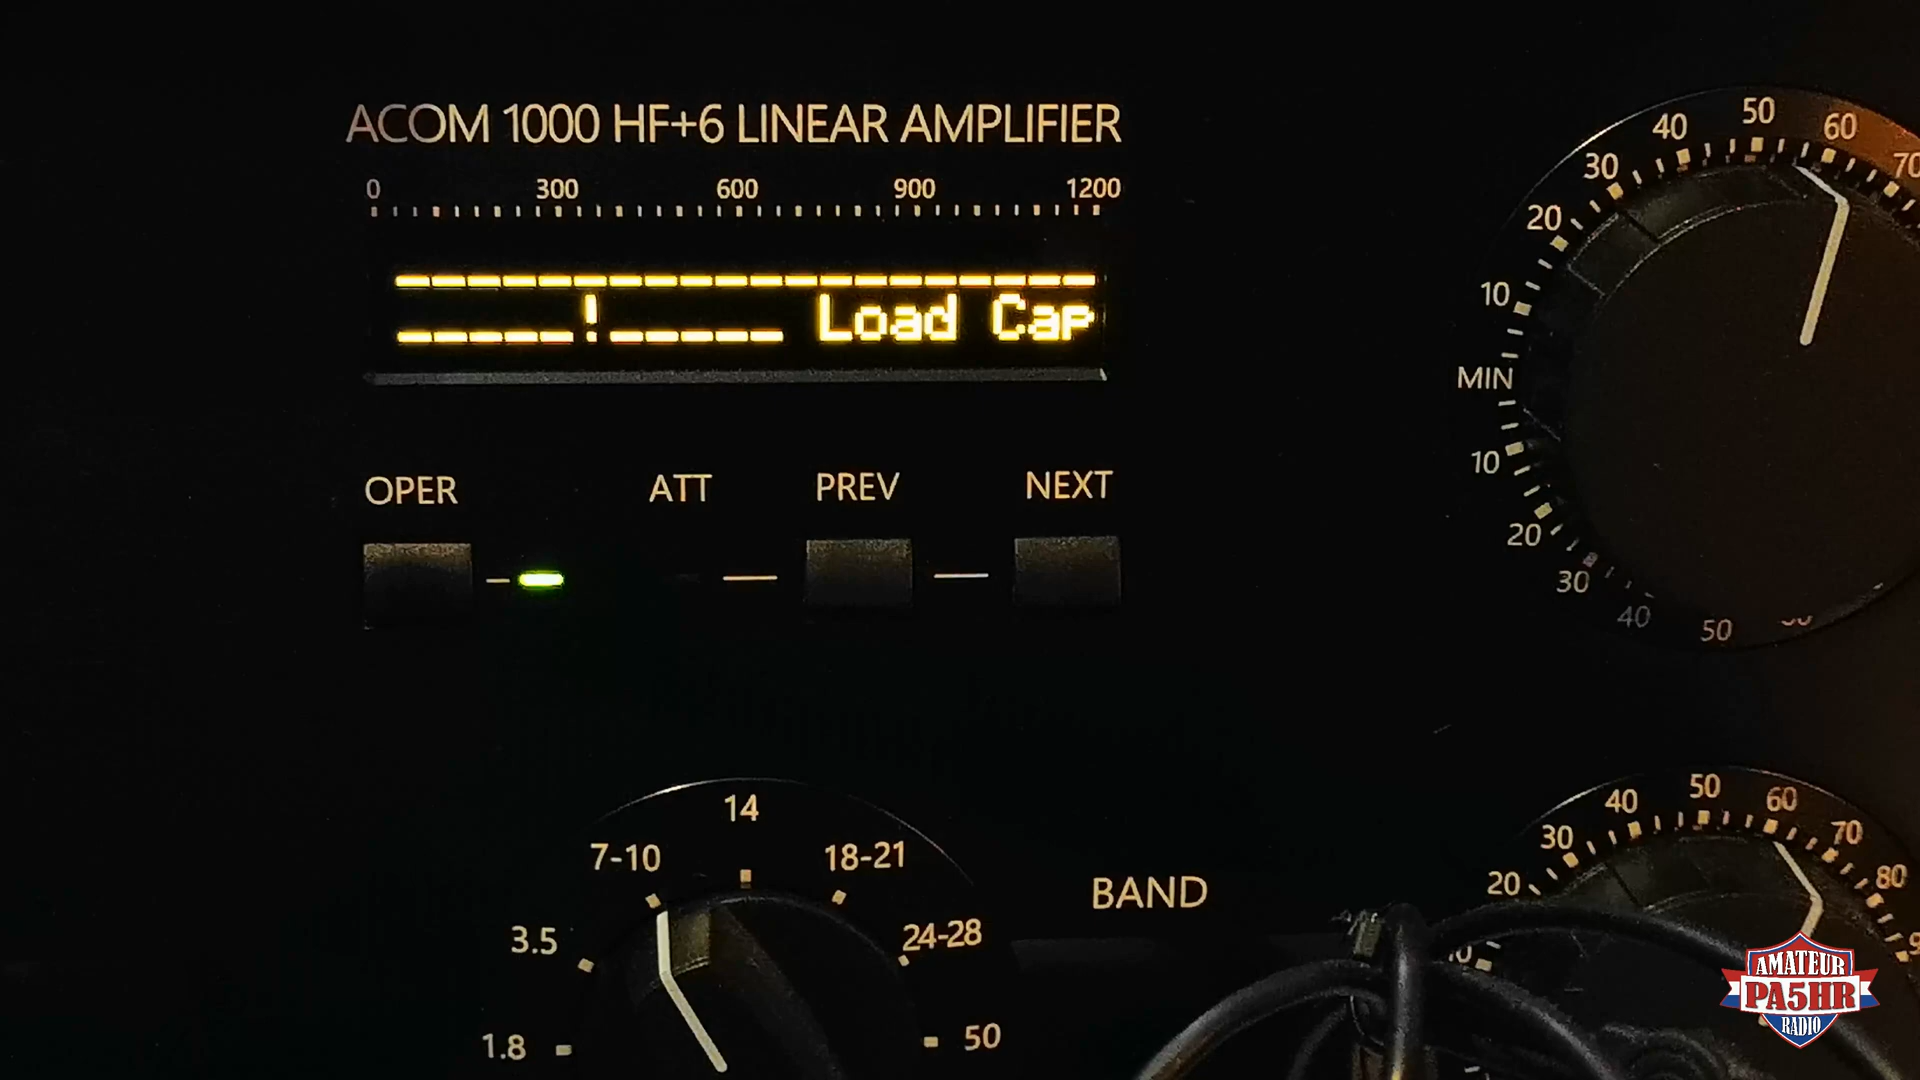 ACOM 1000 HF+6 LINEAR AMPLIFIER
0 300 600 900 1200
! Load Cap
OPER ATT PREV NEXT
10 20 30 40 50 60 70
MIN
10 20 30 40 50
1.8 3.5 7-10 14 18-21 24-28 50
BAND
20 30 40 50 60 70 80
AMATEUR
PA5HR
RADIO